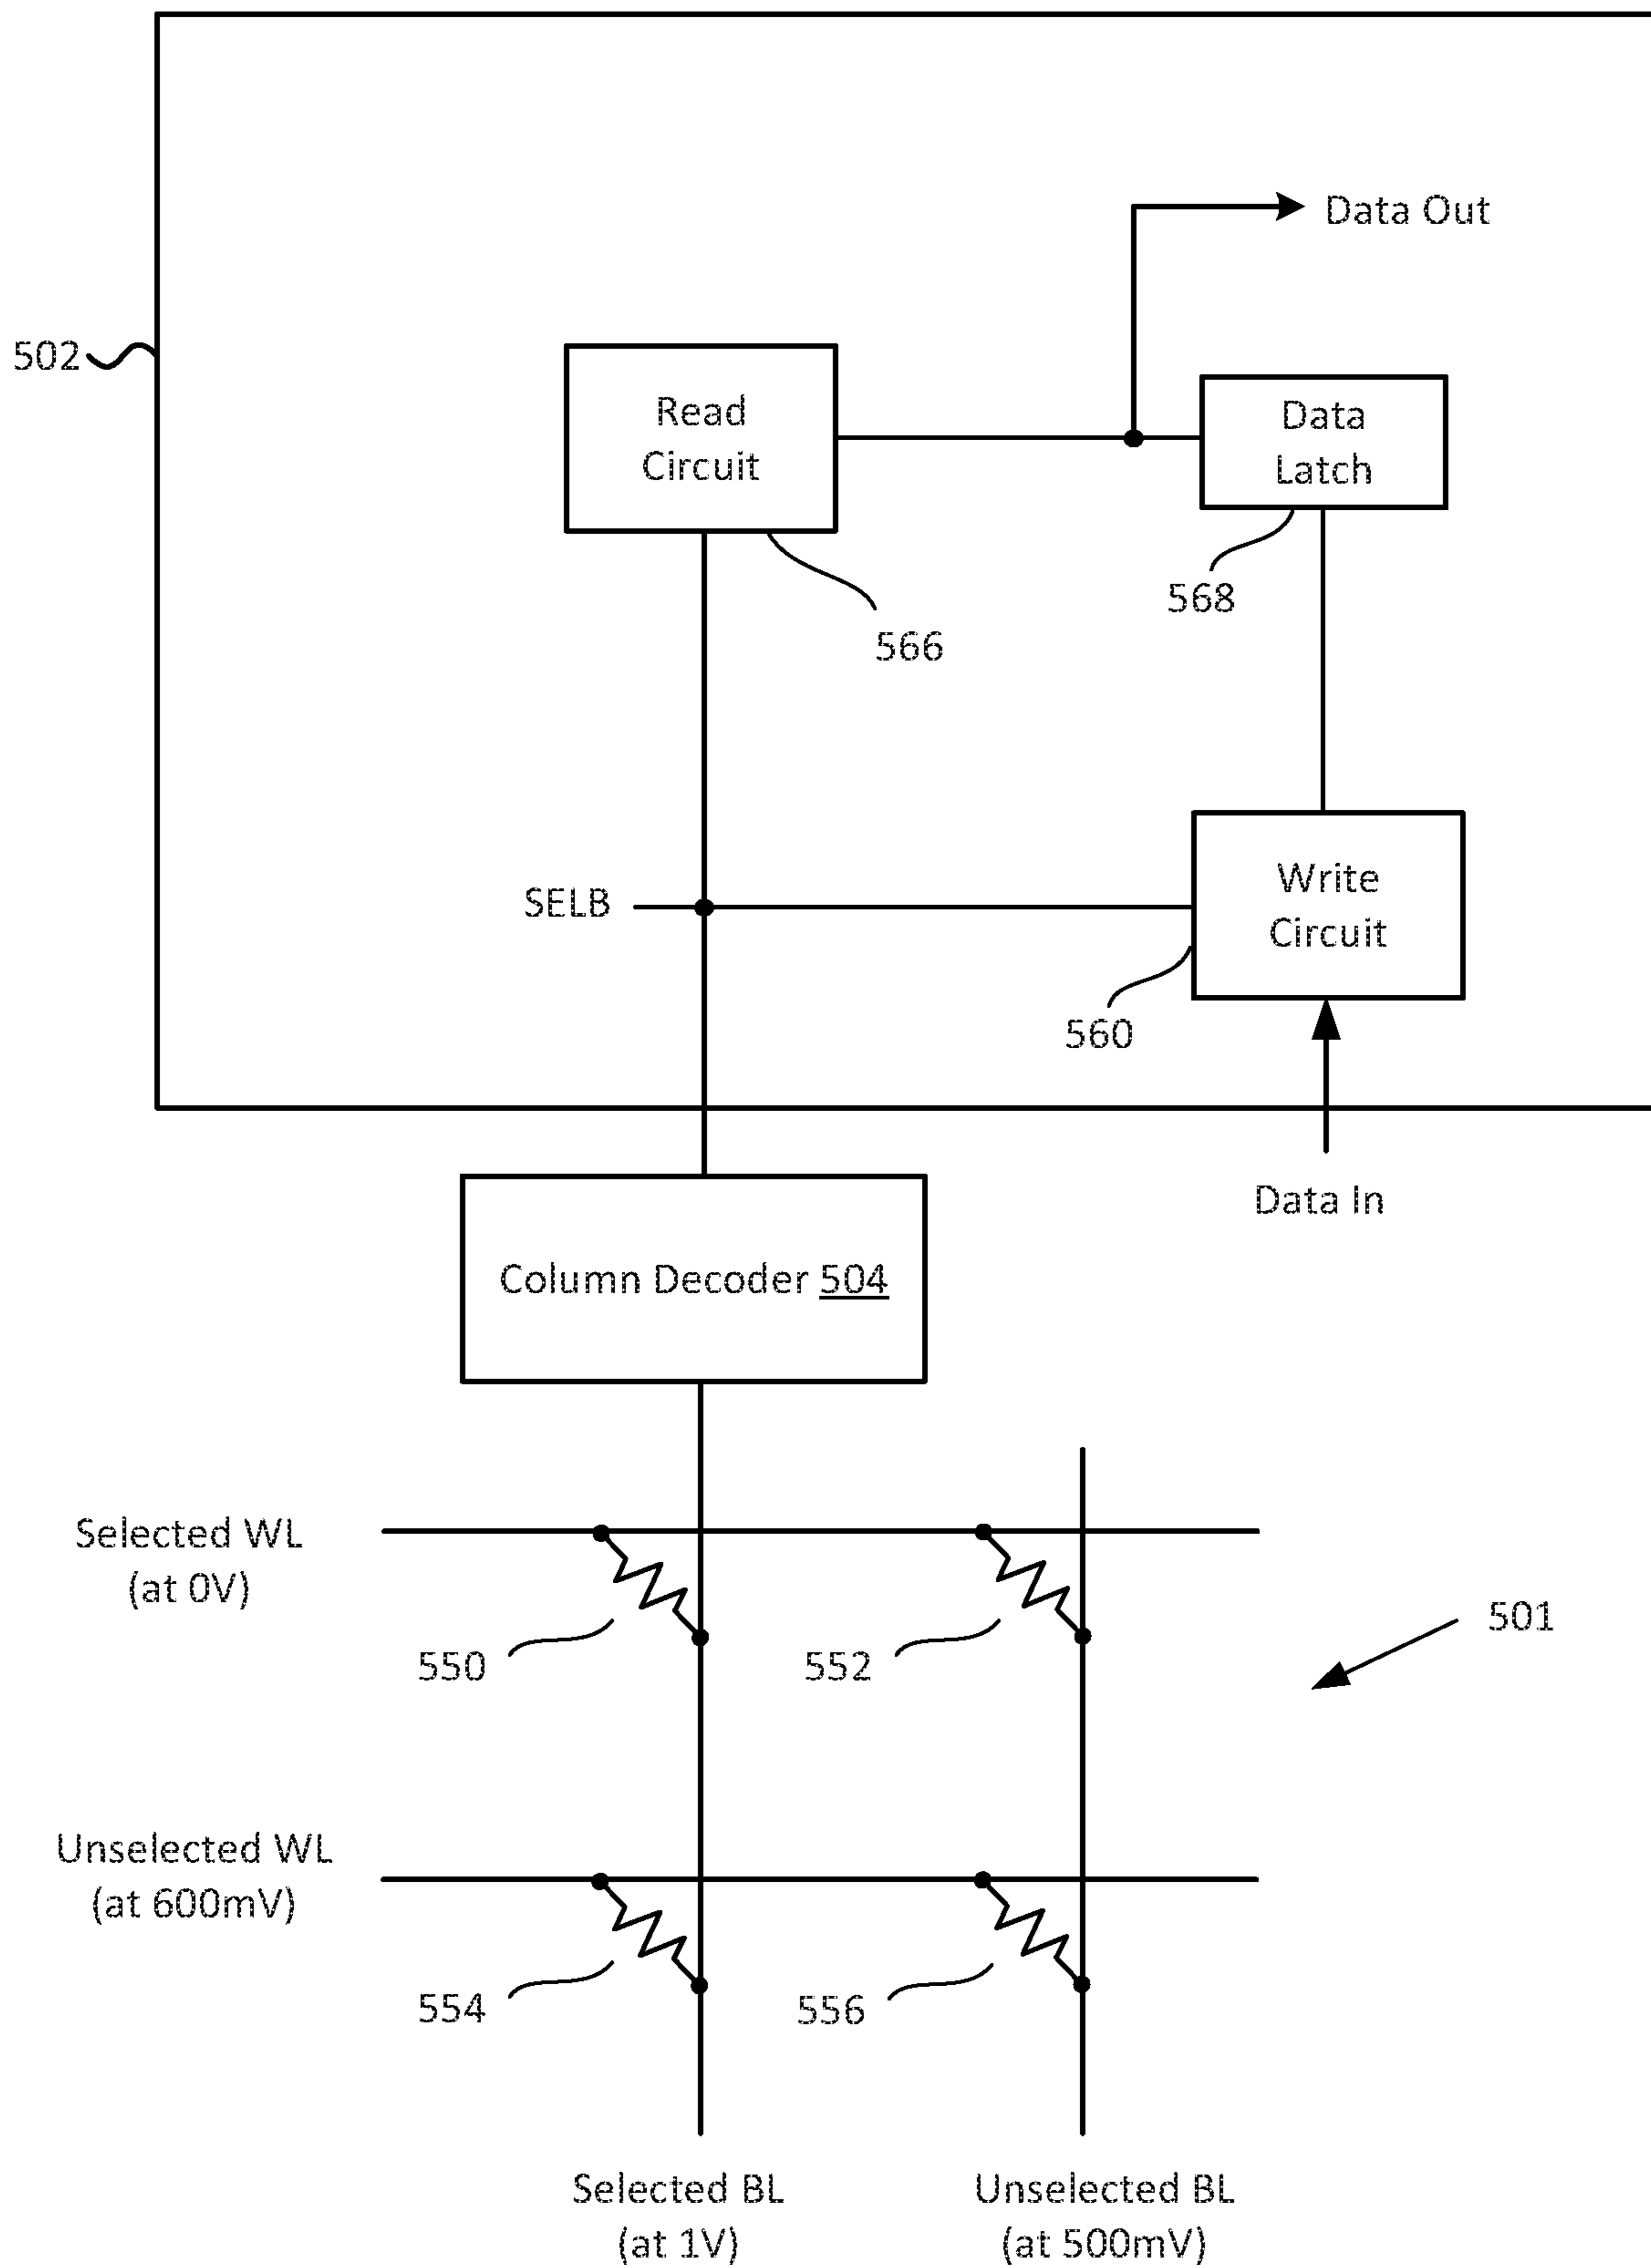 Data Out
502
Read
Circuit
Data
Latch
568
566
SELB
Write
Circuit
560
Data In
Column Decoder 504
Selected WL
(at 0V)
550
552
501
Unselected WL
(at 600mV)
554
556
Selected BL
(at 1V)
Unselected BL
(at 500mV)